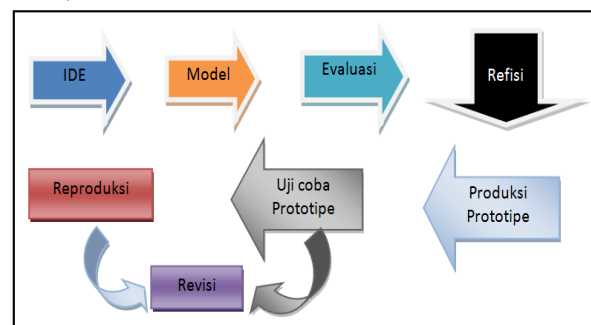 IDE
Model
Evaluasi
Refisi
Produksi
Prototipe
Uji coba
Prototipe
Reproduksi
Revisi